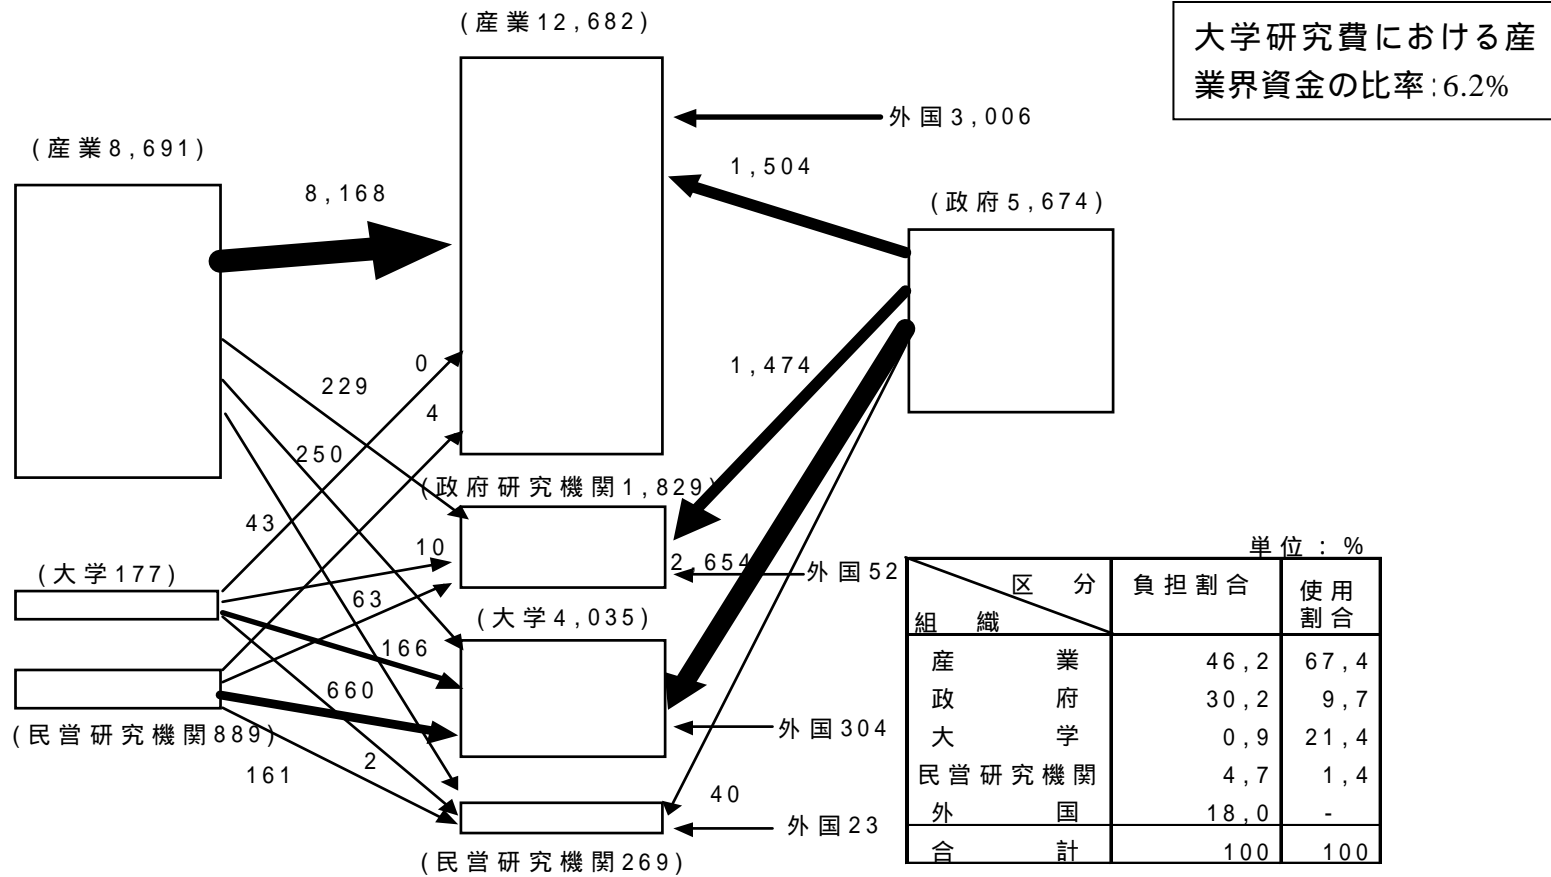 (産業12,682)
大学研究費における産
業界資金の比率:6.2%
外国3,006
(産業8,691)
1,504
8,168
(政府5,674)
0
229
1,474
4
250
(政府研究機関1,829)
43
10
2,654
外国52
単位：%
(大学177)
63
(大学4,035)
166
660
(民営研究機関889)
外国304
2
161
40
外国23
(民営研究機関269)
区　分 負担割合 使用
組　織 割合
産　業 46,2 67,4
政　府 30,2 9,7
大　学 0,9 21,4
民営研究機関 4,7 1,4
外　国 18,0 -
合　計 100 100